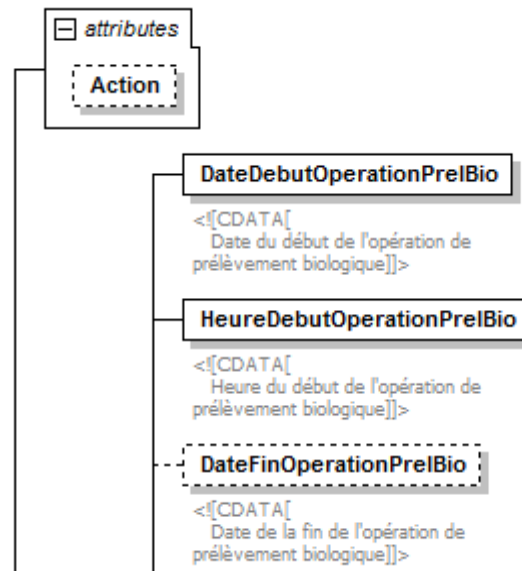 attributes
Action
DateDebutOperationPrelBio
<![CDATA[
Date du début de l'opération de
prélèvement biologique]]>
HeureDebutOperationPrelBio
<![CDATA[
Heure du début de l'opération de
prélèvement biologique]]>
DateFinOperationPrelBio
<![CDATA[
Date de la fin de l'opération de
prélèvement biologique]]>